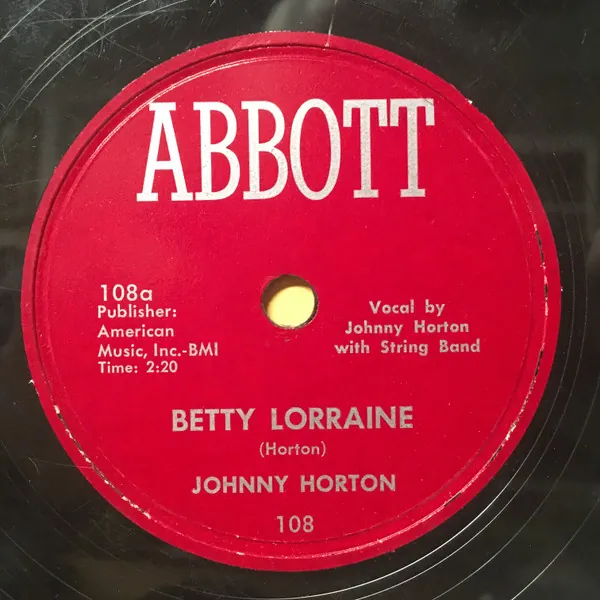 ABBOTT
108a
Publisher:
American
Music, Inc.-BMI
Time: 2:20
Vocal by
Johnny Horton
with String Band
BETTY LORRAINE
(Horton)
JOHNNY HORTON
108